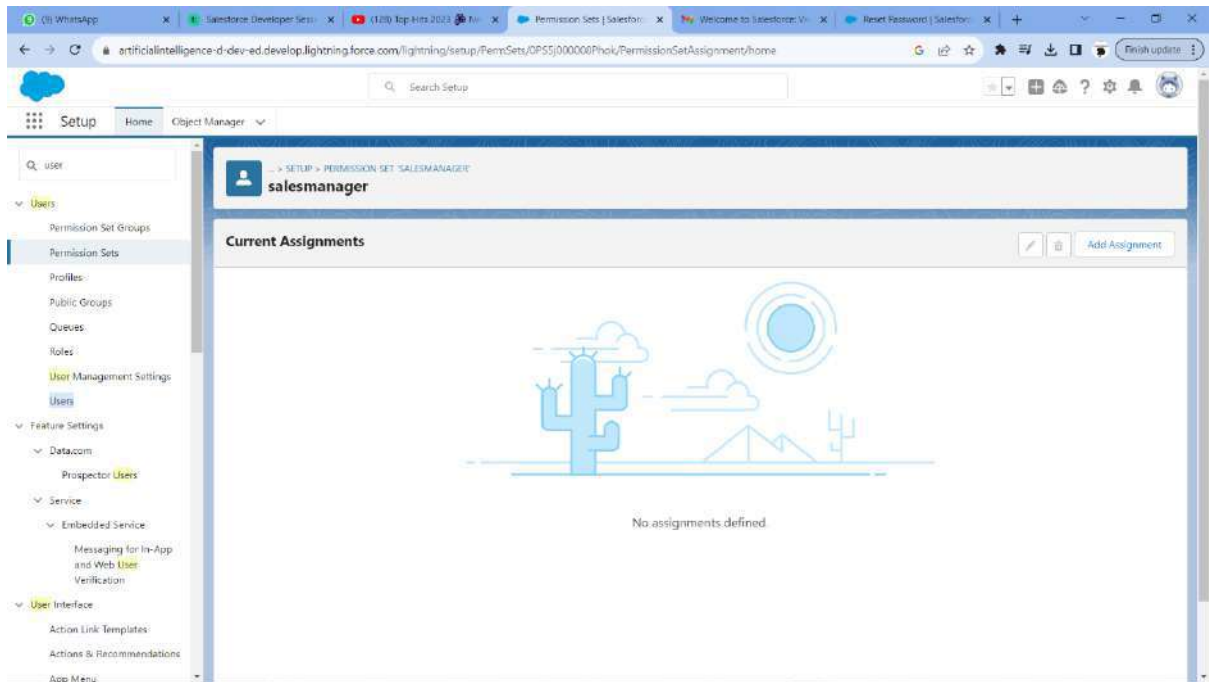 (9) WhatsApp
Salesforce Developer Sess
(120) Top Hits 2023
Permission Sets | Salesforc
Welcome to Salesforce: V
Reset Password | Salesforc
artificialintelligence-d-dev-ed.develop.lightning.force.com/lightning/setup/PermSets/0PS5j000000Phok/PermissionSetAssignment/home
Finish update
Search Setup
Setup
Home
Object Manager
user
... > SETUP > PERMISSION SET 'SALESMANAGER'
salesmanager
Users
Permission Set Groups
Permission Sets
Profiles
Public Groups
Queues
Roles
User Management Settings
Users
Feature Settings
Data.com
Prospector Users
Service
Embedded Service
Messaging for In-App
and Web User
Verification
User Interface
Action Link Templates
Actions & Recommendations
App Menu
Current Assignments
Add Assignment
No assignments defined.